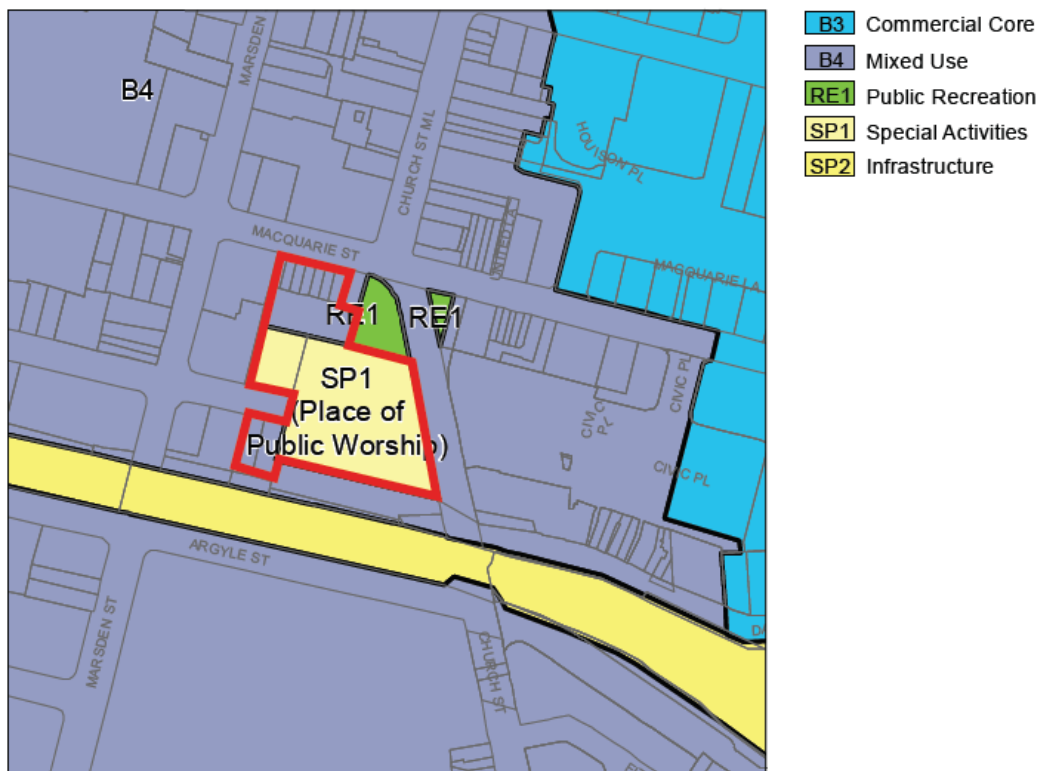 B3 Commercial Core
B4 Mixed Use
RE1 Public Recreation
SP1 Special Activities
SP2 Infrastructure
B4
MARSDEN
CHURCH ST ML
HOUISON PL
MACQUARIE ST
UNITED LA
MACQUARIE LA
RE1
RE1
SP1
(Place of
Public Worship)
CIVIC PL
CIVIC
PL
CIVIC PL
ARGYLE ST
MARSDEN ST
CHURCH ST